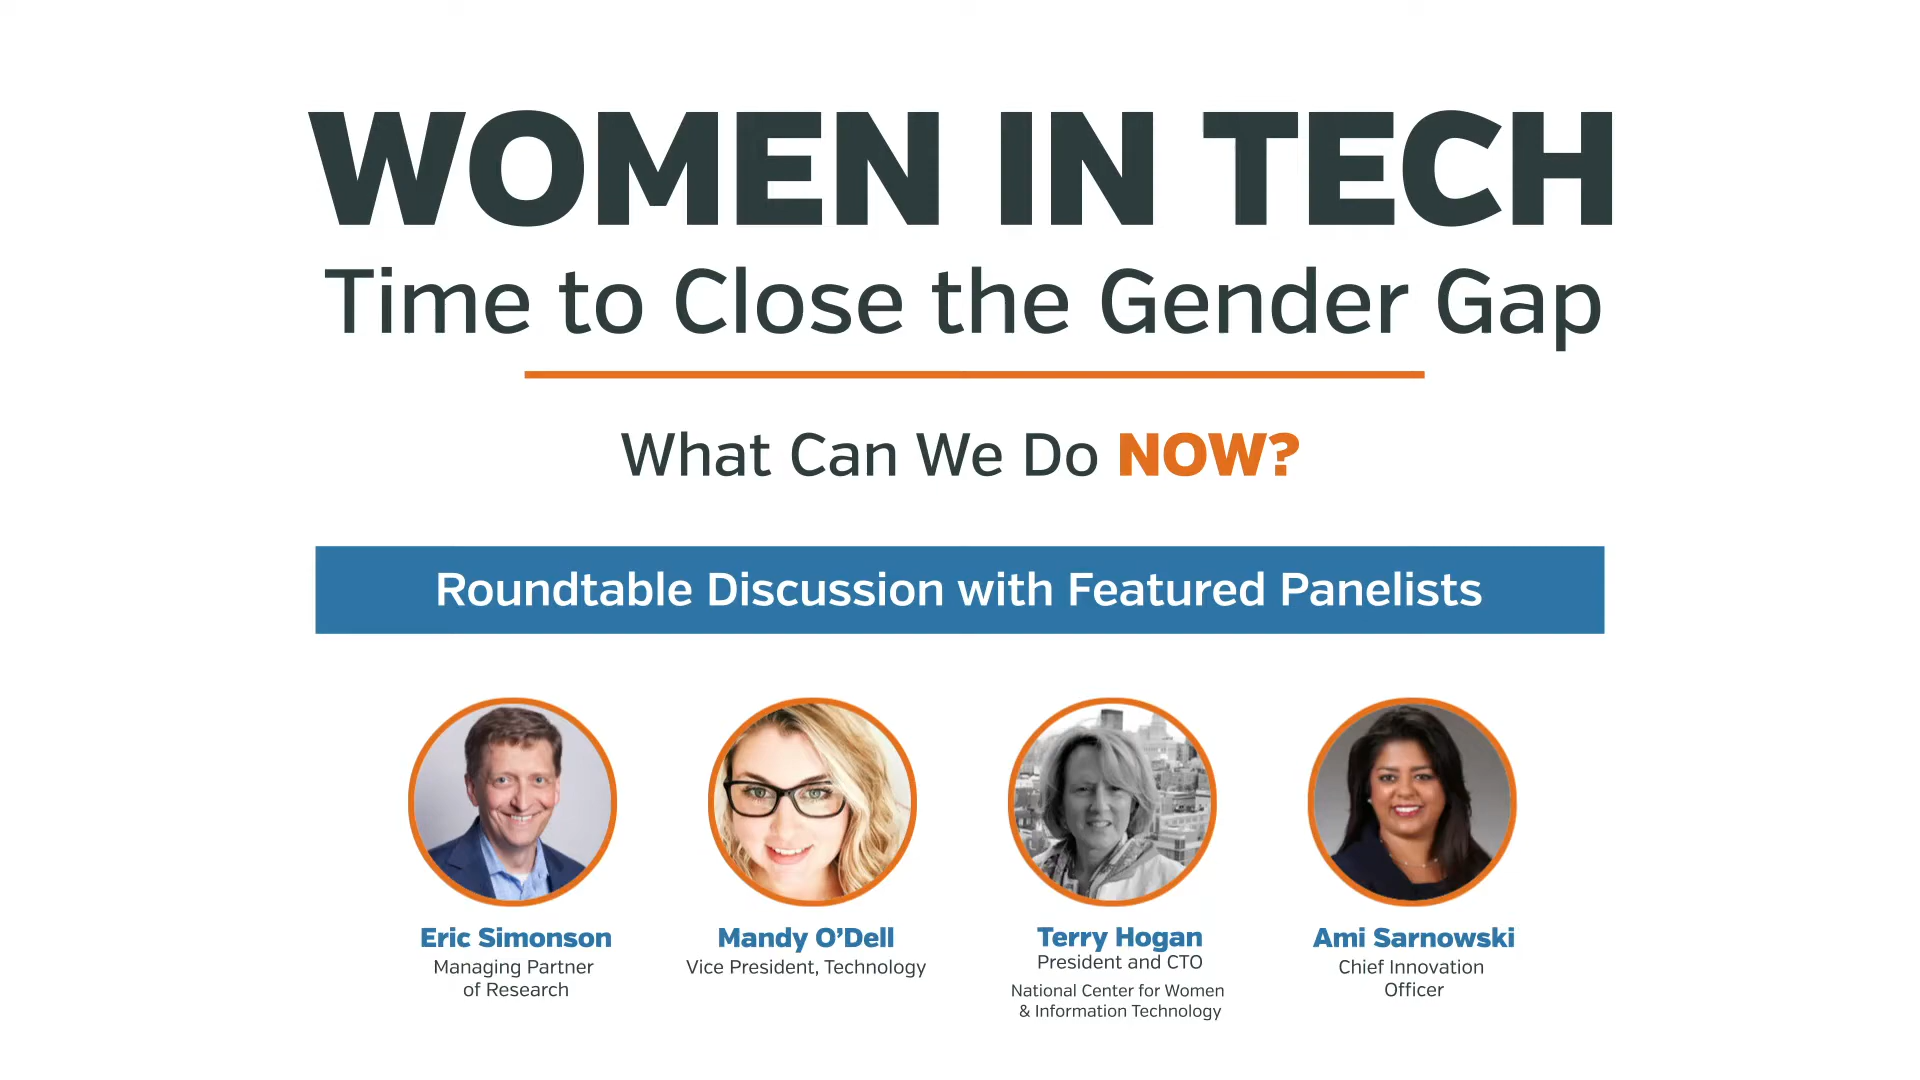 WOMEN IN TECH
Time to Close the Gender Gap
What Can We Do NOW?
Roundtable Discussion with Featured Panelists
Eric Simonson
Managing Partner
of Research
Mandy O’Dell
Vice President, Technology
Terry Hogan
President and CTO
National Center for Women
& Information Technology
Ami Sarnowski
Chief Innovation
Officer